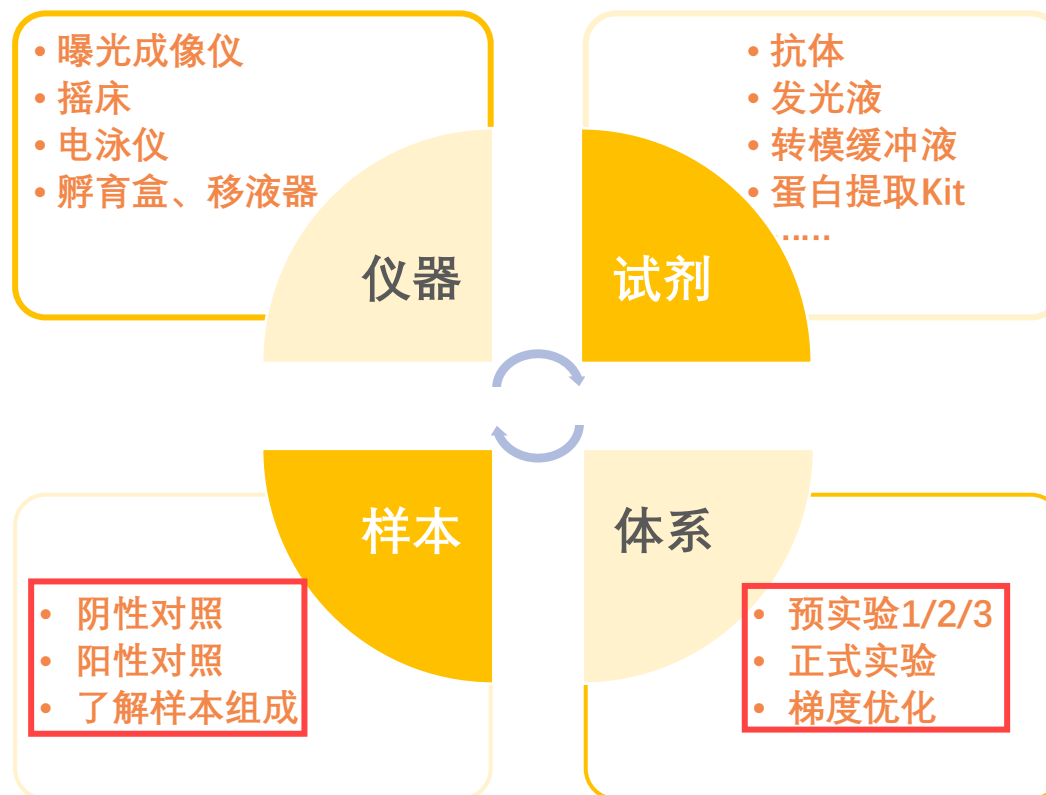 • 曝光成像仪
• 摇床
• 电泳仪
• 孵育盒、移液器
仪器
• 抗体
• 发光液
• 转模缓冲液
• 蛋白提取Kit
.....
试剂
样本
• 阴性对照
• 阳性对照
• 了解样本组成
体系
• 预实验1/2/3
• 正式实验
• 梯度优化